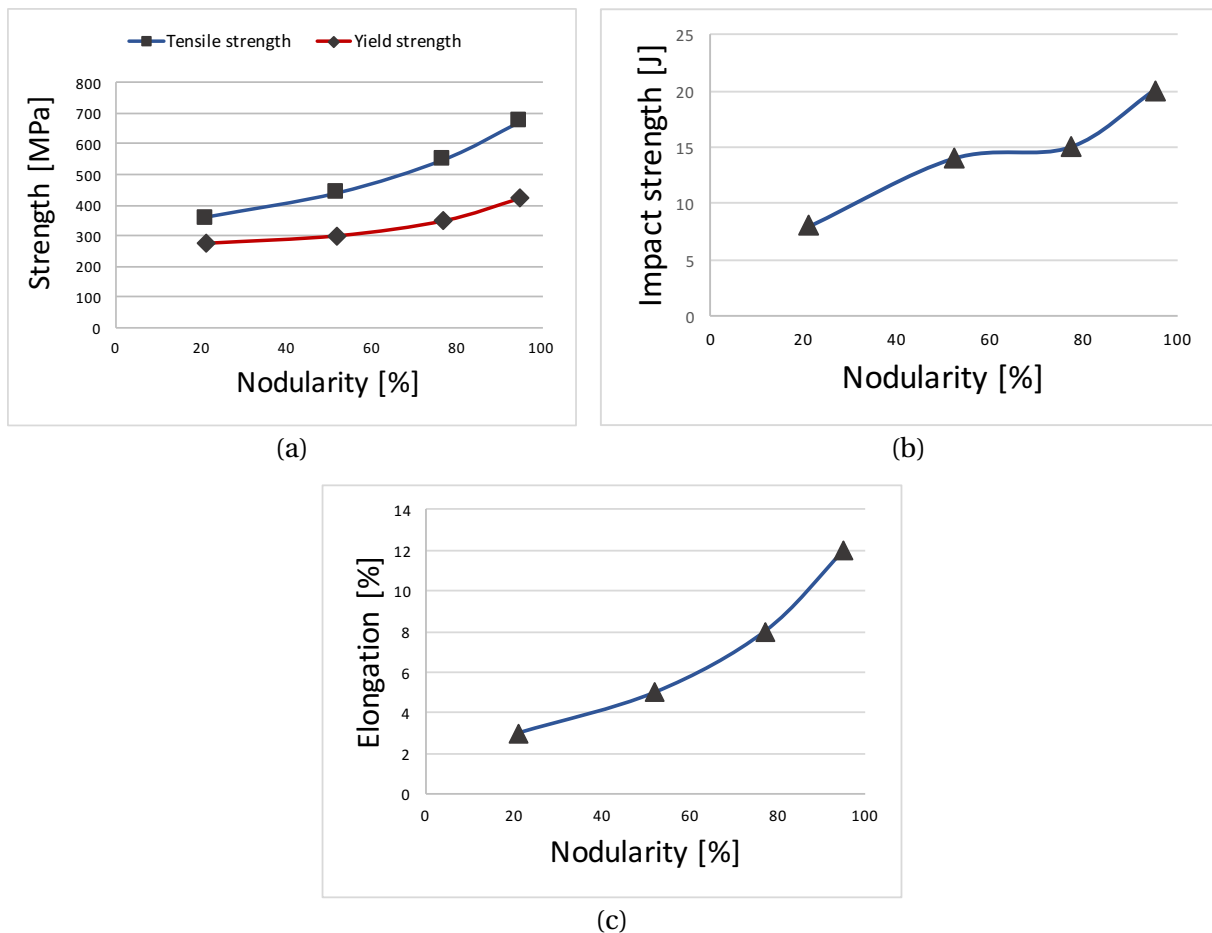 Tensile strength Yield strength
800
700
600
500
400
300
200
100
0
0 20 40 60 80 100
Strength [MPa]
Nodularity [%]
(a)
25
20
15
10
5
0
0 20 40 60 80 100
Impact strength [J]
Nodularity [%]
(b)
14
12
10
8
6
4
2
0
0 20 40 60 80 100
Elongation [%]
Nodularity [%]
(c)